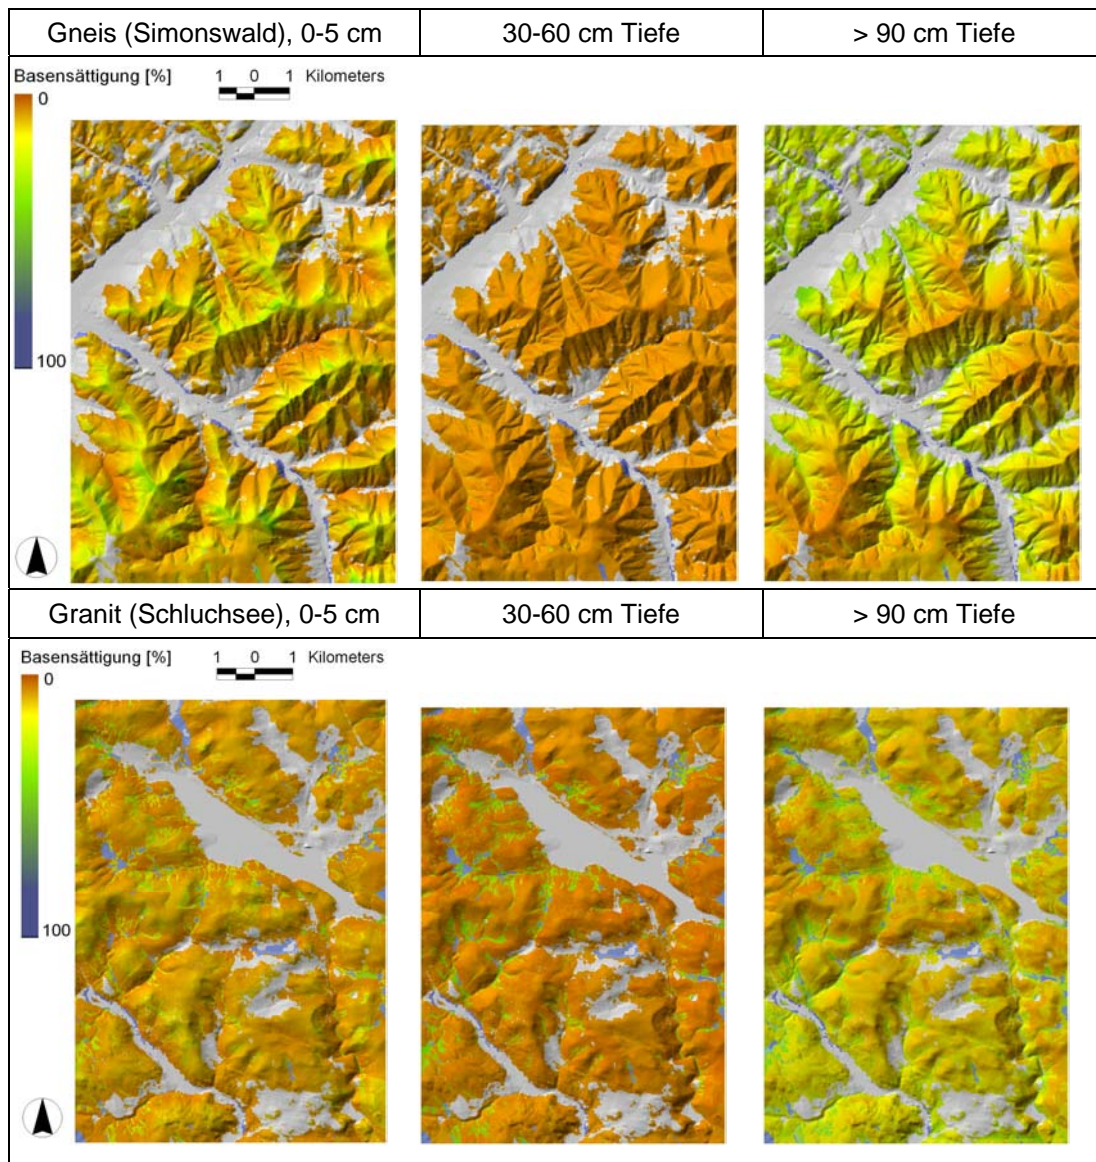 Gneis (Simonswald), 0-5 cm
30-60 cm Tiefe
> 90 cm Tiefe
Basensättigung [%]
1 0 1 Kilometers
0
100
Granit (Schluchsee), 0-5 cm
30-60 cm Tiefe
> 90 cm Tiefe
Basensättigung [%]
1 0 1 Kilometers
0
100